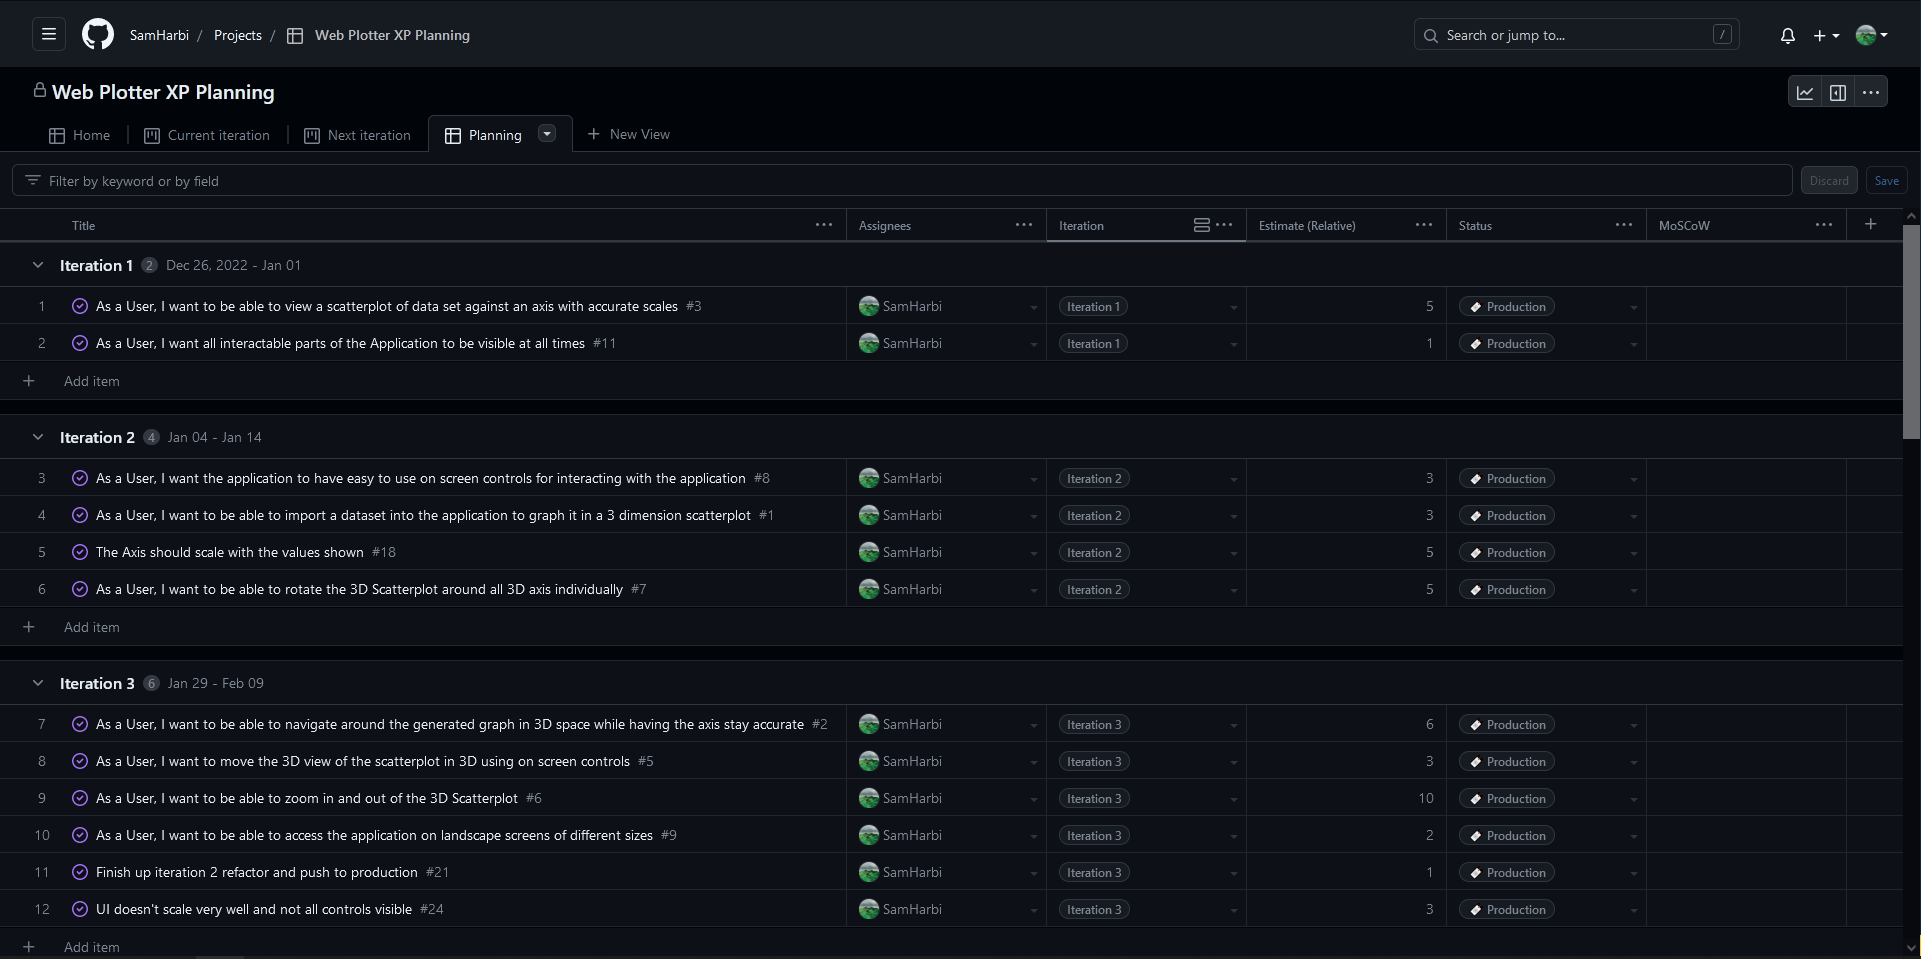 SamHarbi / Projects / Web Plotter XP Planning Search or jump to... /
Web Plotter XP Planning
Home Current iteration Next iteration Planning New View
Filter by keyword or by field Discard Save
Title Assignees Iteration Estimate (Relative) Status MoSCoW
Iteration 1 2 Dec 26, 2022 - Jan 01
1 As a User, I want to be able to view a scatterplot of data set against an axis with accurate scales #3 SamHarbi Iteration 1 5 Production
2 As a User, I want all interactable parts of the Application to be visible at all times #11 SamHarbi Iteration 1 1 Production
Add item
Iteration 2 4 Jan 04 - Jan 14
3 As a User, I want the application to have easy to use on screen controls for interacting with the application #8 SamHarbi Iteration 2 3 Production
4 As a User, I want to be able to import a dataset into the application to graph it in a 3 dimension scatterplot #1 SamHarbi Iteration 2 3 Production
5 The Axis should scale with the values shown #18 SamHarbi Iteration 2 5 Production
6 As a User, I want to be able to rotate the 3D Scatterplot around all 3D axis individually #7 SamHarbi Iteration 2 5 Production
Add item
Iteration 3 6 Jan 29 - Feb 09
7 As a User, I want to be able to navigate around the generated graph in 3D space while having the axis stay accurate #2 SamHarbi Iteration 3 6 Production
8 As a User, I want to move the 3D view of the scatterplot in 3D using on screen controls #5 SamHarbi Iteration 3 3 Production
9 As a User, I want to be able to zoom in and out of the 3D Scatterplot #6 SamHarbi Iteration 3 10 Production
10 As a User, I want to be able to access the application on landscape screens of different sizes #9 SamHarbi Iteration 3 2 Production
11 Finish up iteration 2 refactor and push to production #21 SamHarbi Iteration 3 1 Production
12 UI doesn't scale very well and not all controls visible #24 SamHarbi Iteration 3 3 Production
Add item